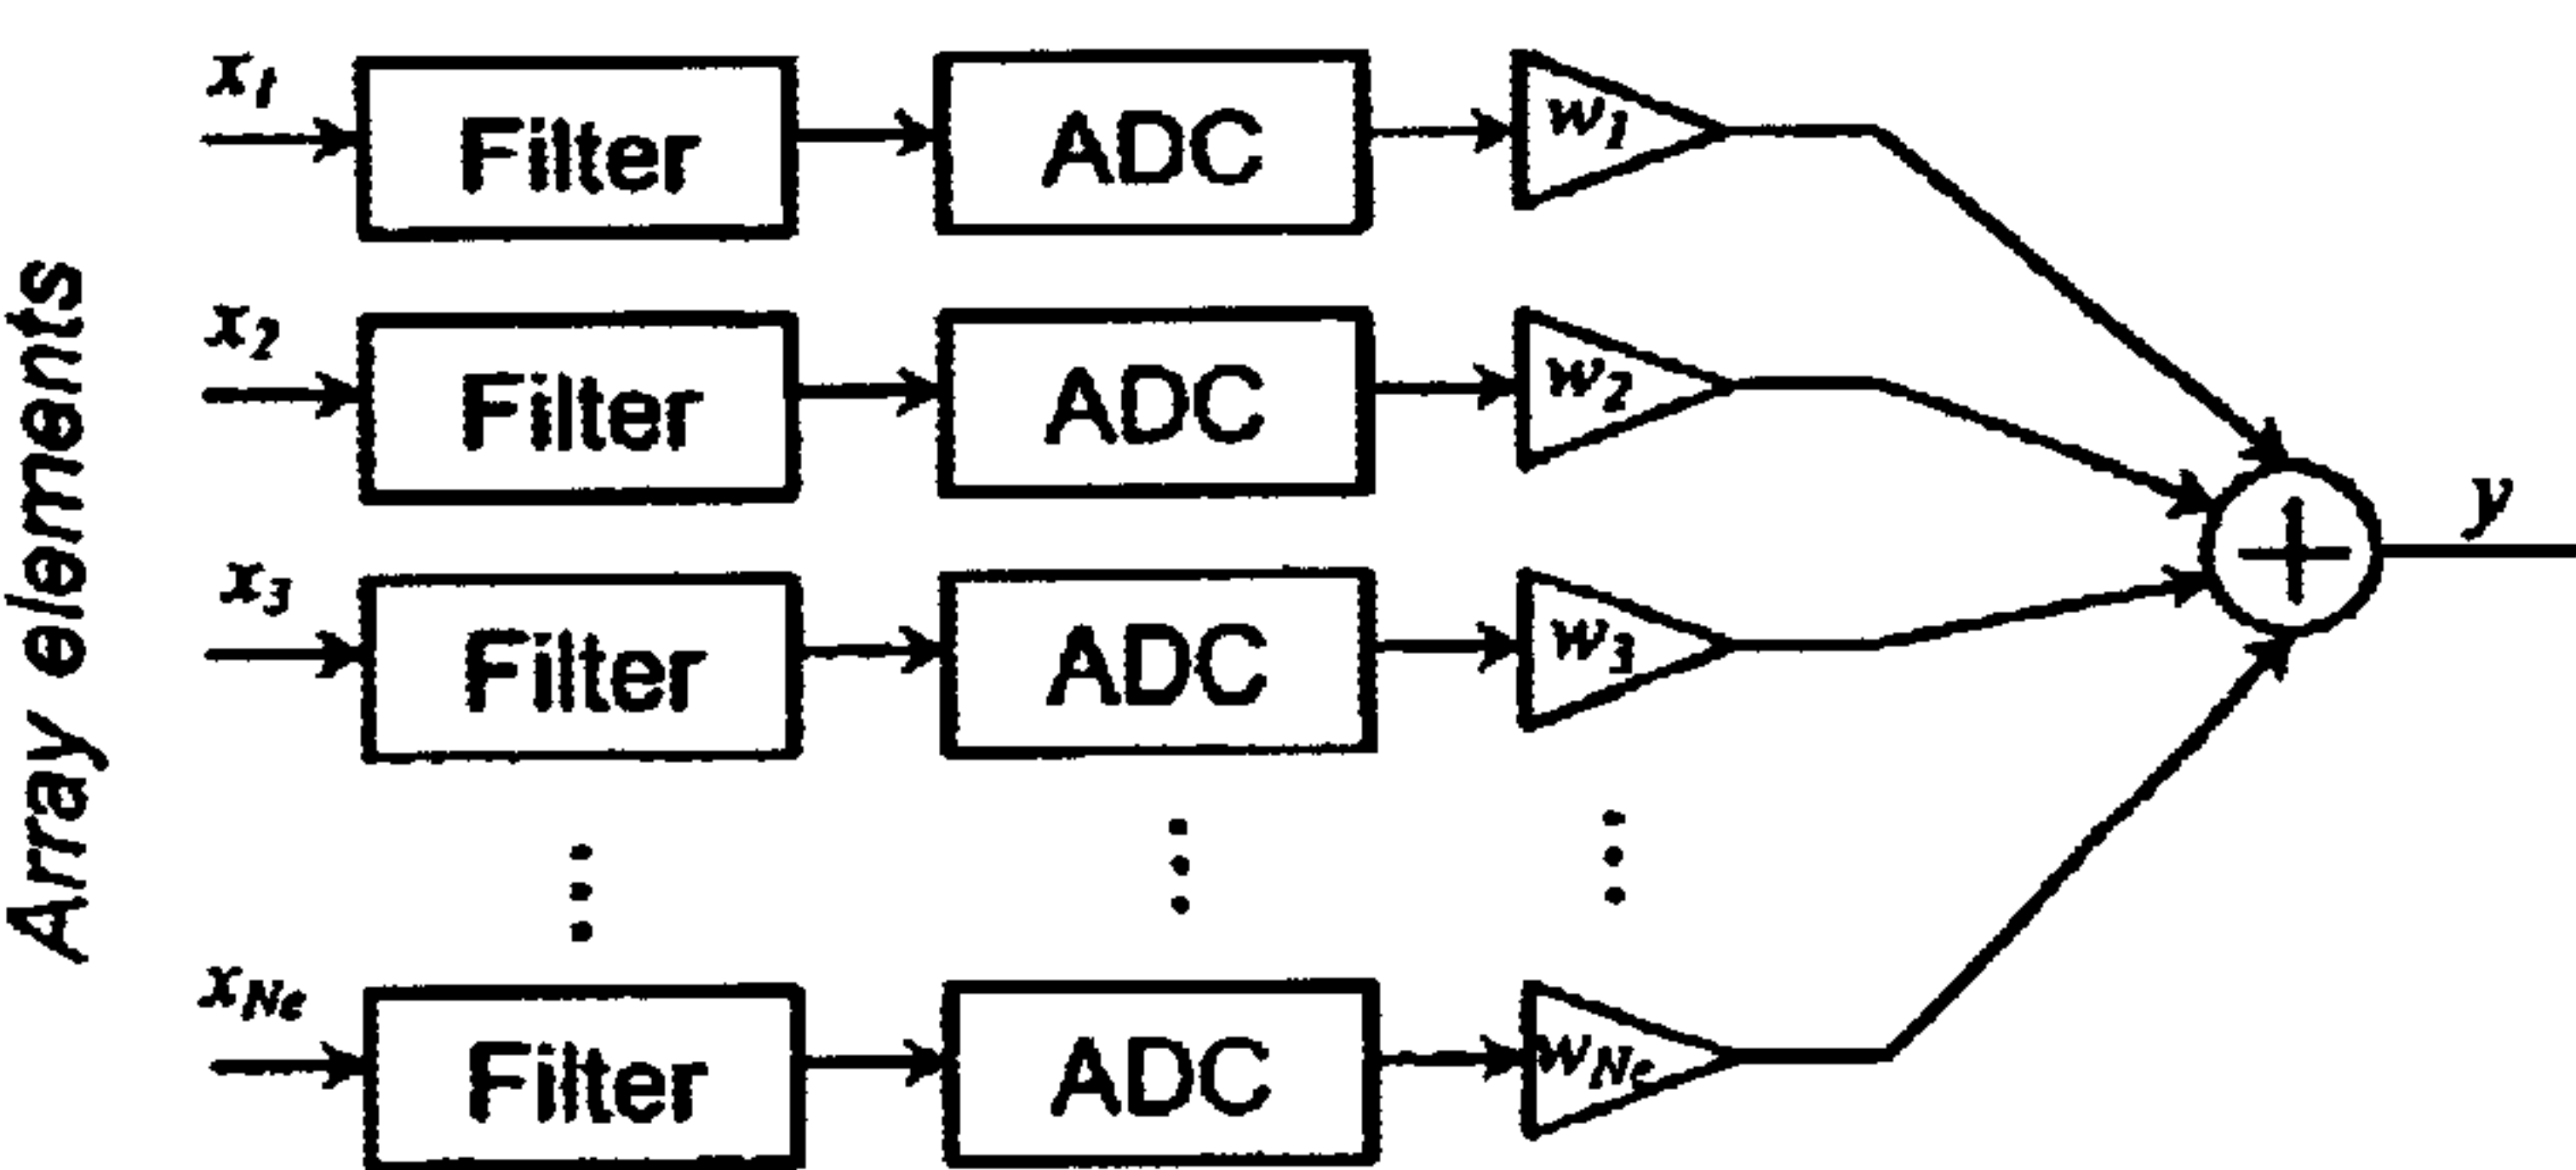 Array elements
x1 Filter ADC w1
x2 Filter ADC w2
y
x3 Filter ADC w3
xNe Filter ADC wNe